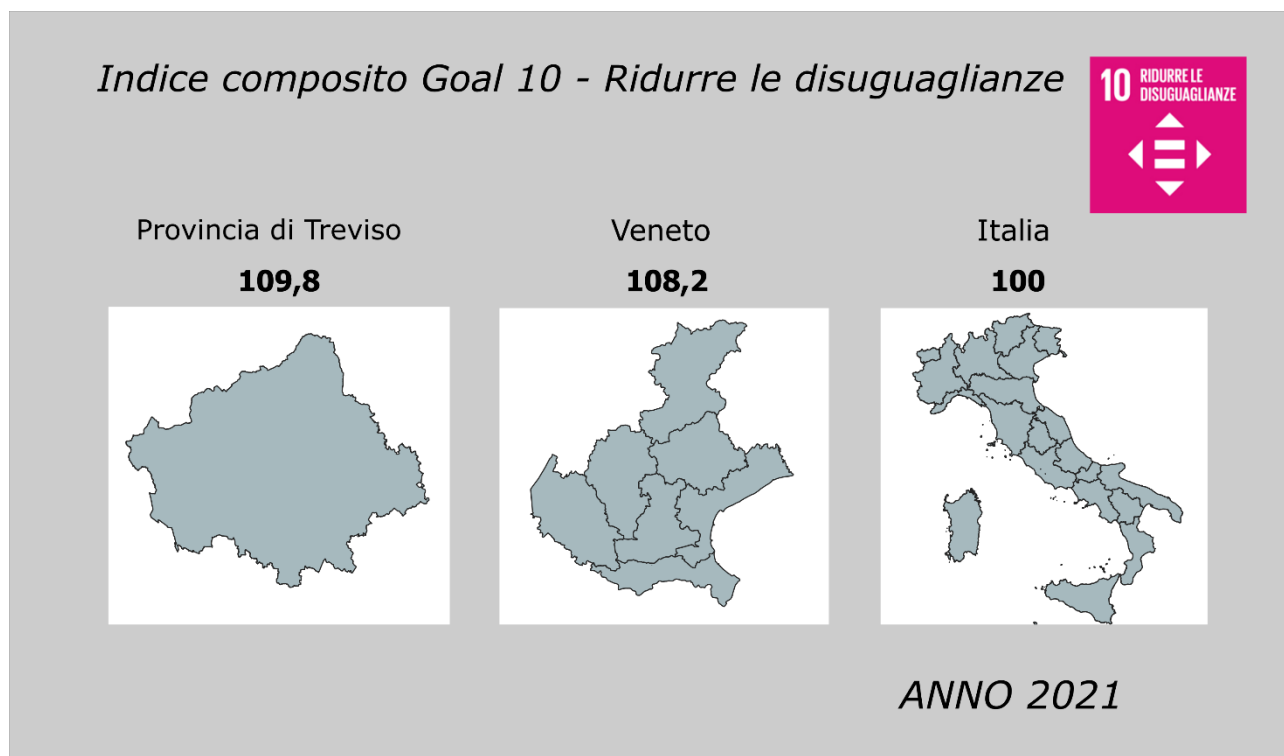 Indice composito Goal 10 - Ridurre le disuguaglianze
10 RIDURRE LE
DISUGUAGLIANZE
Provincia di Treviso
109,8
Veneto
108,2
Italia
100
ANNO 2021